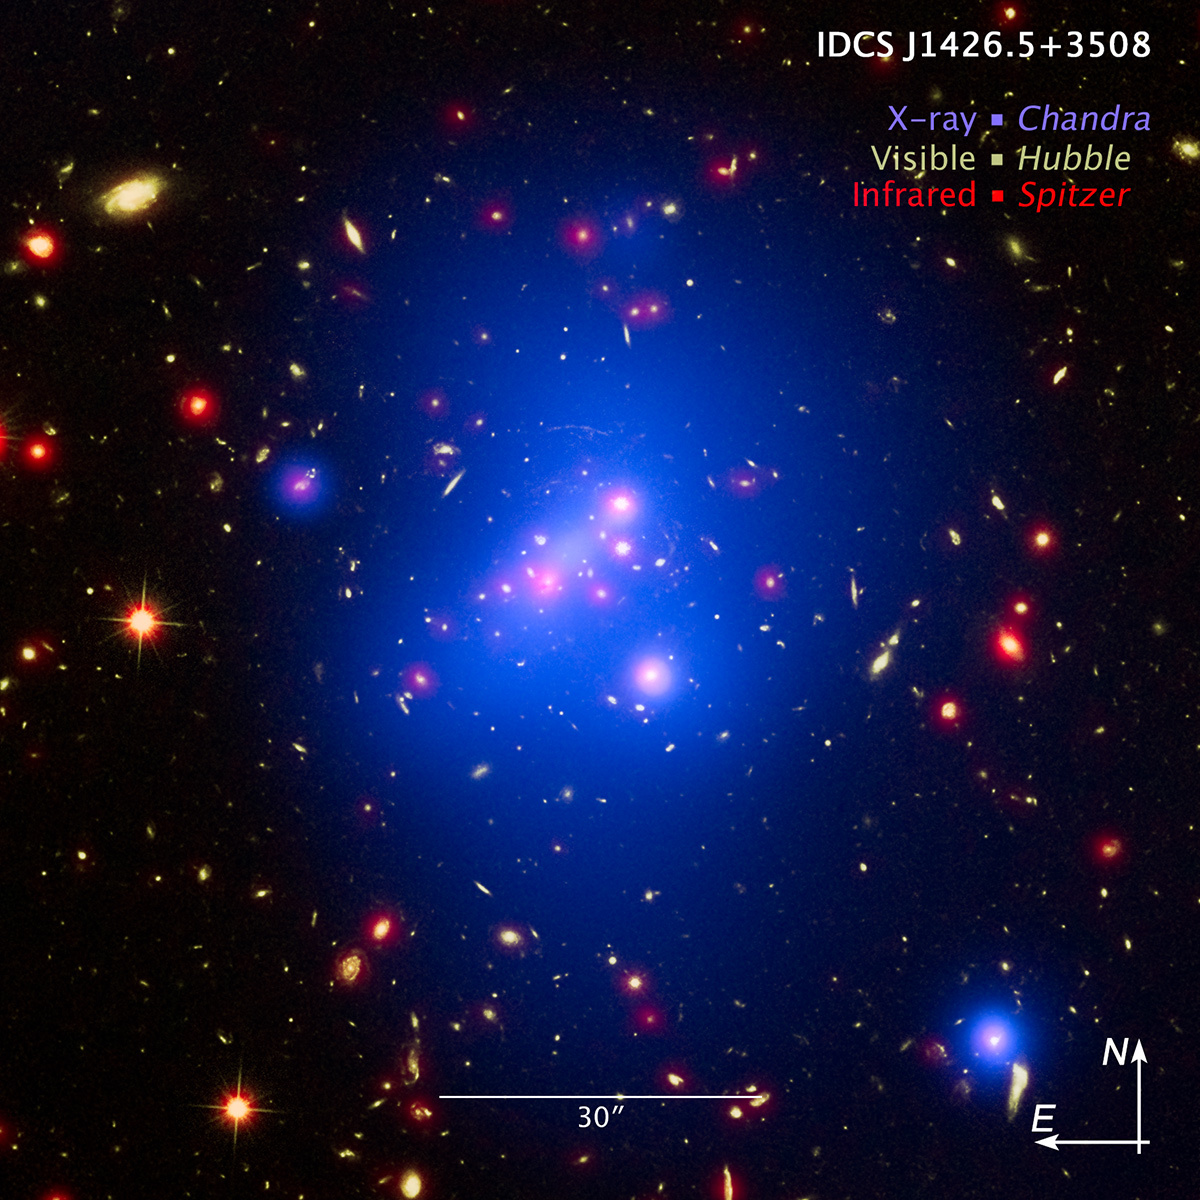 IDCS J1426.5+3508
X-ray ▪ Chandra
Visible ▪ Hubble
Infrared ▪ Spitzer
30″
N
E